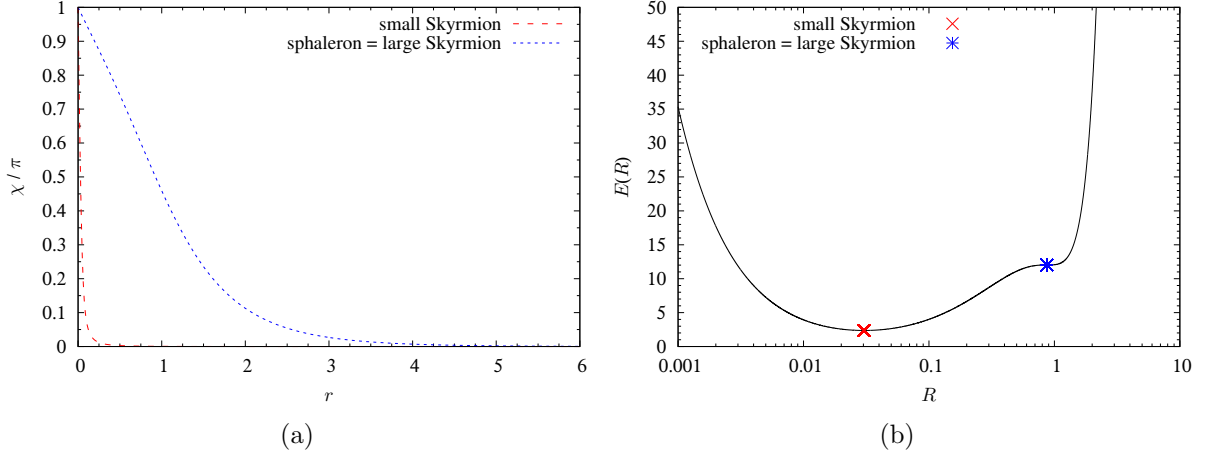 small Skyrmion
sphaleron = large Skyrmion
1
0.9
0.8
0.7
0.6
0.5
0.4
0.3
0.2
0.1
0
χ / π
0 1 2 3 4 5 6
r
(a)
small Skyrmion
sphaleron = large Skyrmion
50
45
40
35
30
25
20
15
10
5
0
E(R)
0.001 0.01 0.1 1 10
R
(b)